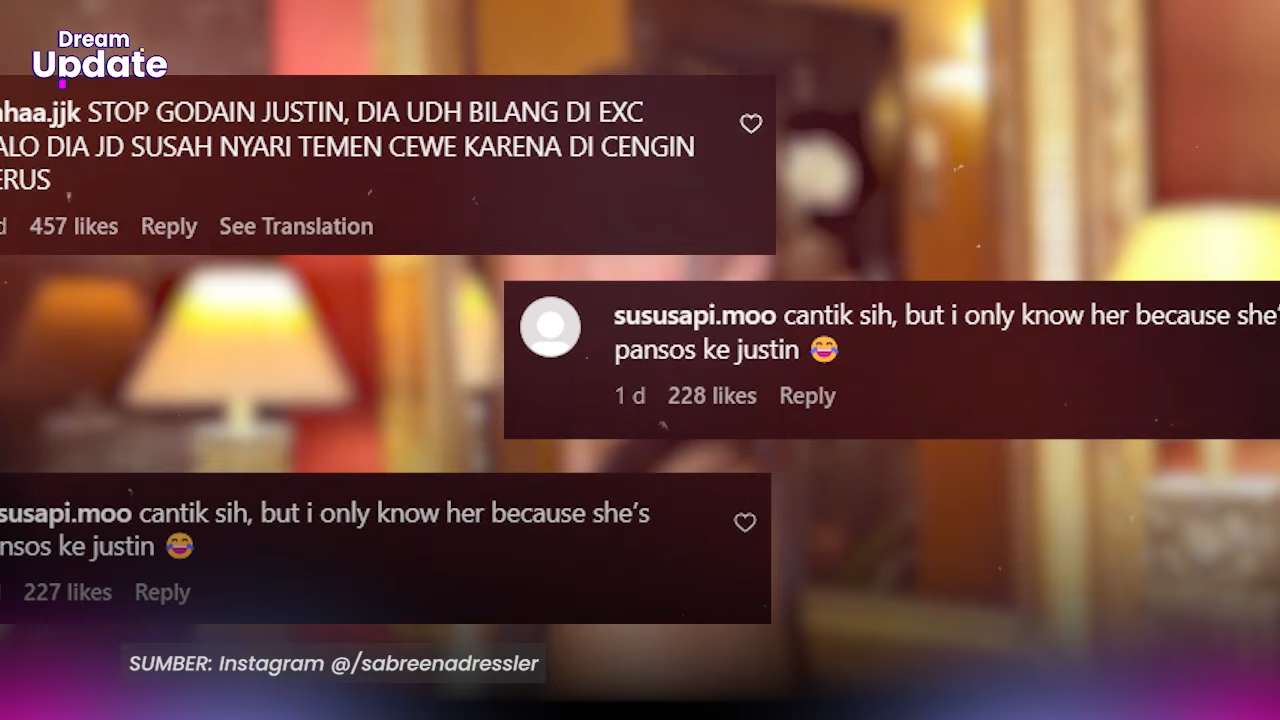 Dream
Update
haa.jjk STOP GODAIN JUSTIN, DIA UDH BILANG DI EXC
ALO DIA JD SUSAH NYARI TEMEN CEWE KARENA DI CENGIN
ERUS
d 457 likes Reply See Translation
sususapi.moo cantik sih, but i only know her because she's
pansos ke justin 😂
1 d 228 likes Reply
susapi.moo cantik sih, but i only know her because she's
nsos ke justin 😂
227 likes Reply
SUMBER: Instagram @/sabreenadressler